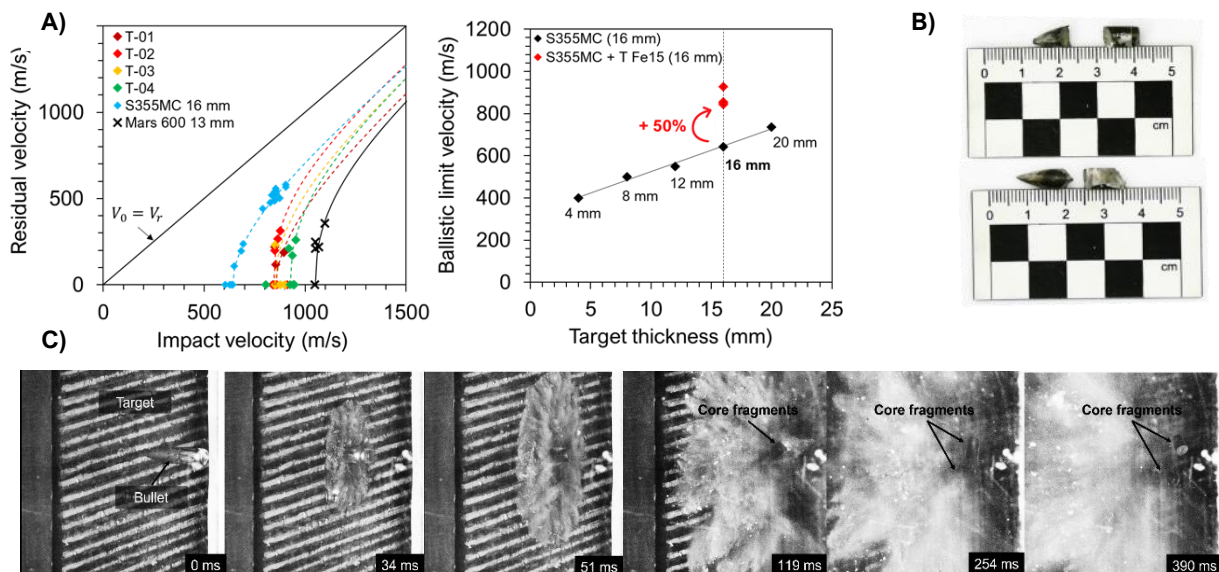 A)
Residual velocity (m/s)
1500
1000
500
0
0
500
1000
1500
Impact velocity (m/s)
T-01
T-02
T-03
T-04
S355MC 16 mm
Mars 600 13 mm
V₀ = Vᵣ
Ballistic limit velocity (m/s)
1200
1000
800
600
400
200
0
0
5
10
15
20
25
Target thickness (mm)
S355MC (16 mm)
S355MC + T Fe15 (16 mm)
+ 50%
4 mm
8 mm
12 mm
16 mm
20 mm
B)
0 1 2 3 4 5
cm
0 1 2 3 4 5
cm
C)
Target
Bullet
0 ms
34 ms
51 ms
Core fragments
119 ms
Core fragments
254 ms
Core fragments
390 ms